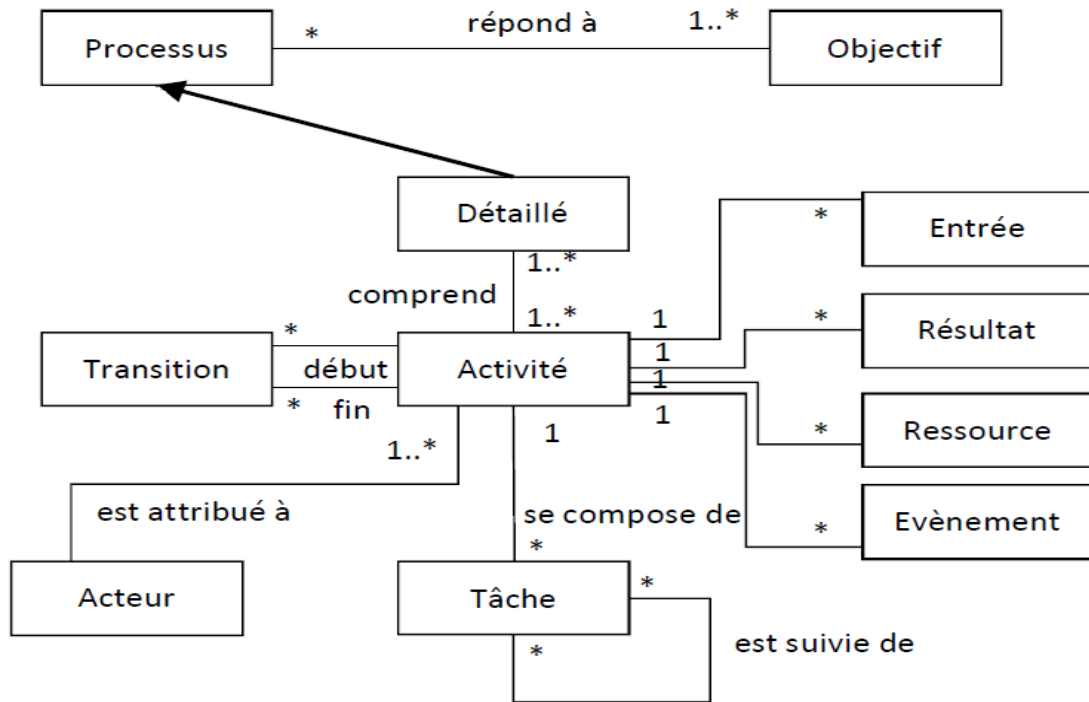 Processus
*
répond à
1..*
Objectif
Détaillé
1..*
comprend
1..*
Entrée
*
Résultat
*
Ressource
*
Evènement
*
1
1
1
1
Transition
*
début
*
fin
Activité
1..*
est attribué à
Acteur
1
se compose de
*
Tâche
*
*
est suivie de